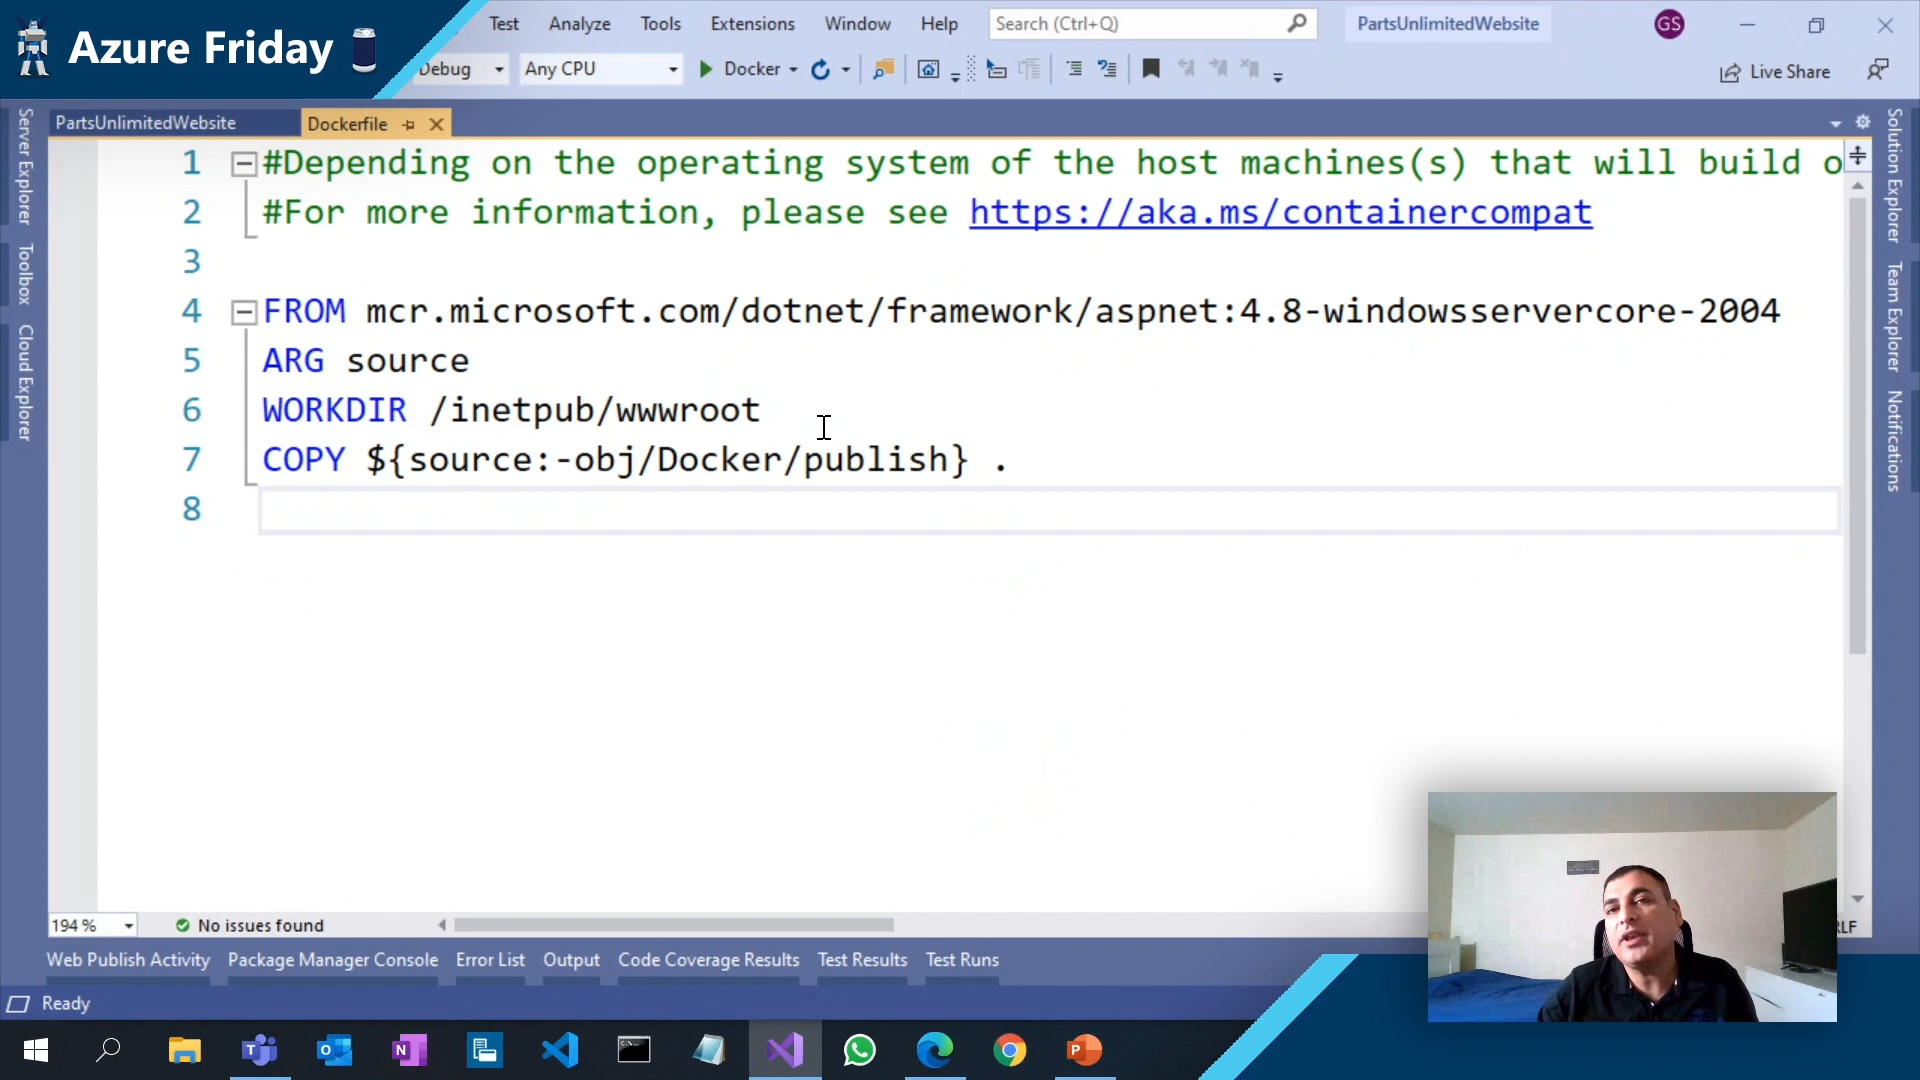 Azure Friday
Test Analyze Tools Extensions Window Help Search (Ctrl+Q) PartsUnlimitedWebsite GS
Debug Any CPU Docker Live Share
PartsUnlimitedWebsite Dockerfile
Server Explorer
Toolbox
Cloud Explorer
1 #Depending on the operating system of the host machines(s) that will build o
2 #For more information, please see https://aka.ms/containercompat
3
4 FROM mcr.microsoft.com/dotnet/framework/aspnet:4.8-windowsservercore-2004
5 ARG source
6 WORKDIR /inetpub/wwwroot
7 COPY ${source:-obj/Docker/publish} .
8
Solution Explorer
Team Explorer
Notifications
194 % No issues found RLF
Web Publish Activity Package Manager Console Error List Output Code Coverage Results Test Results Test Runs
Ready